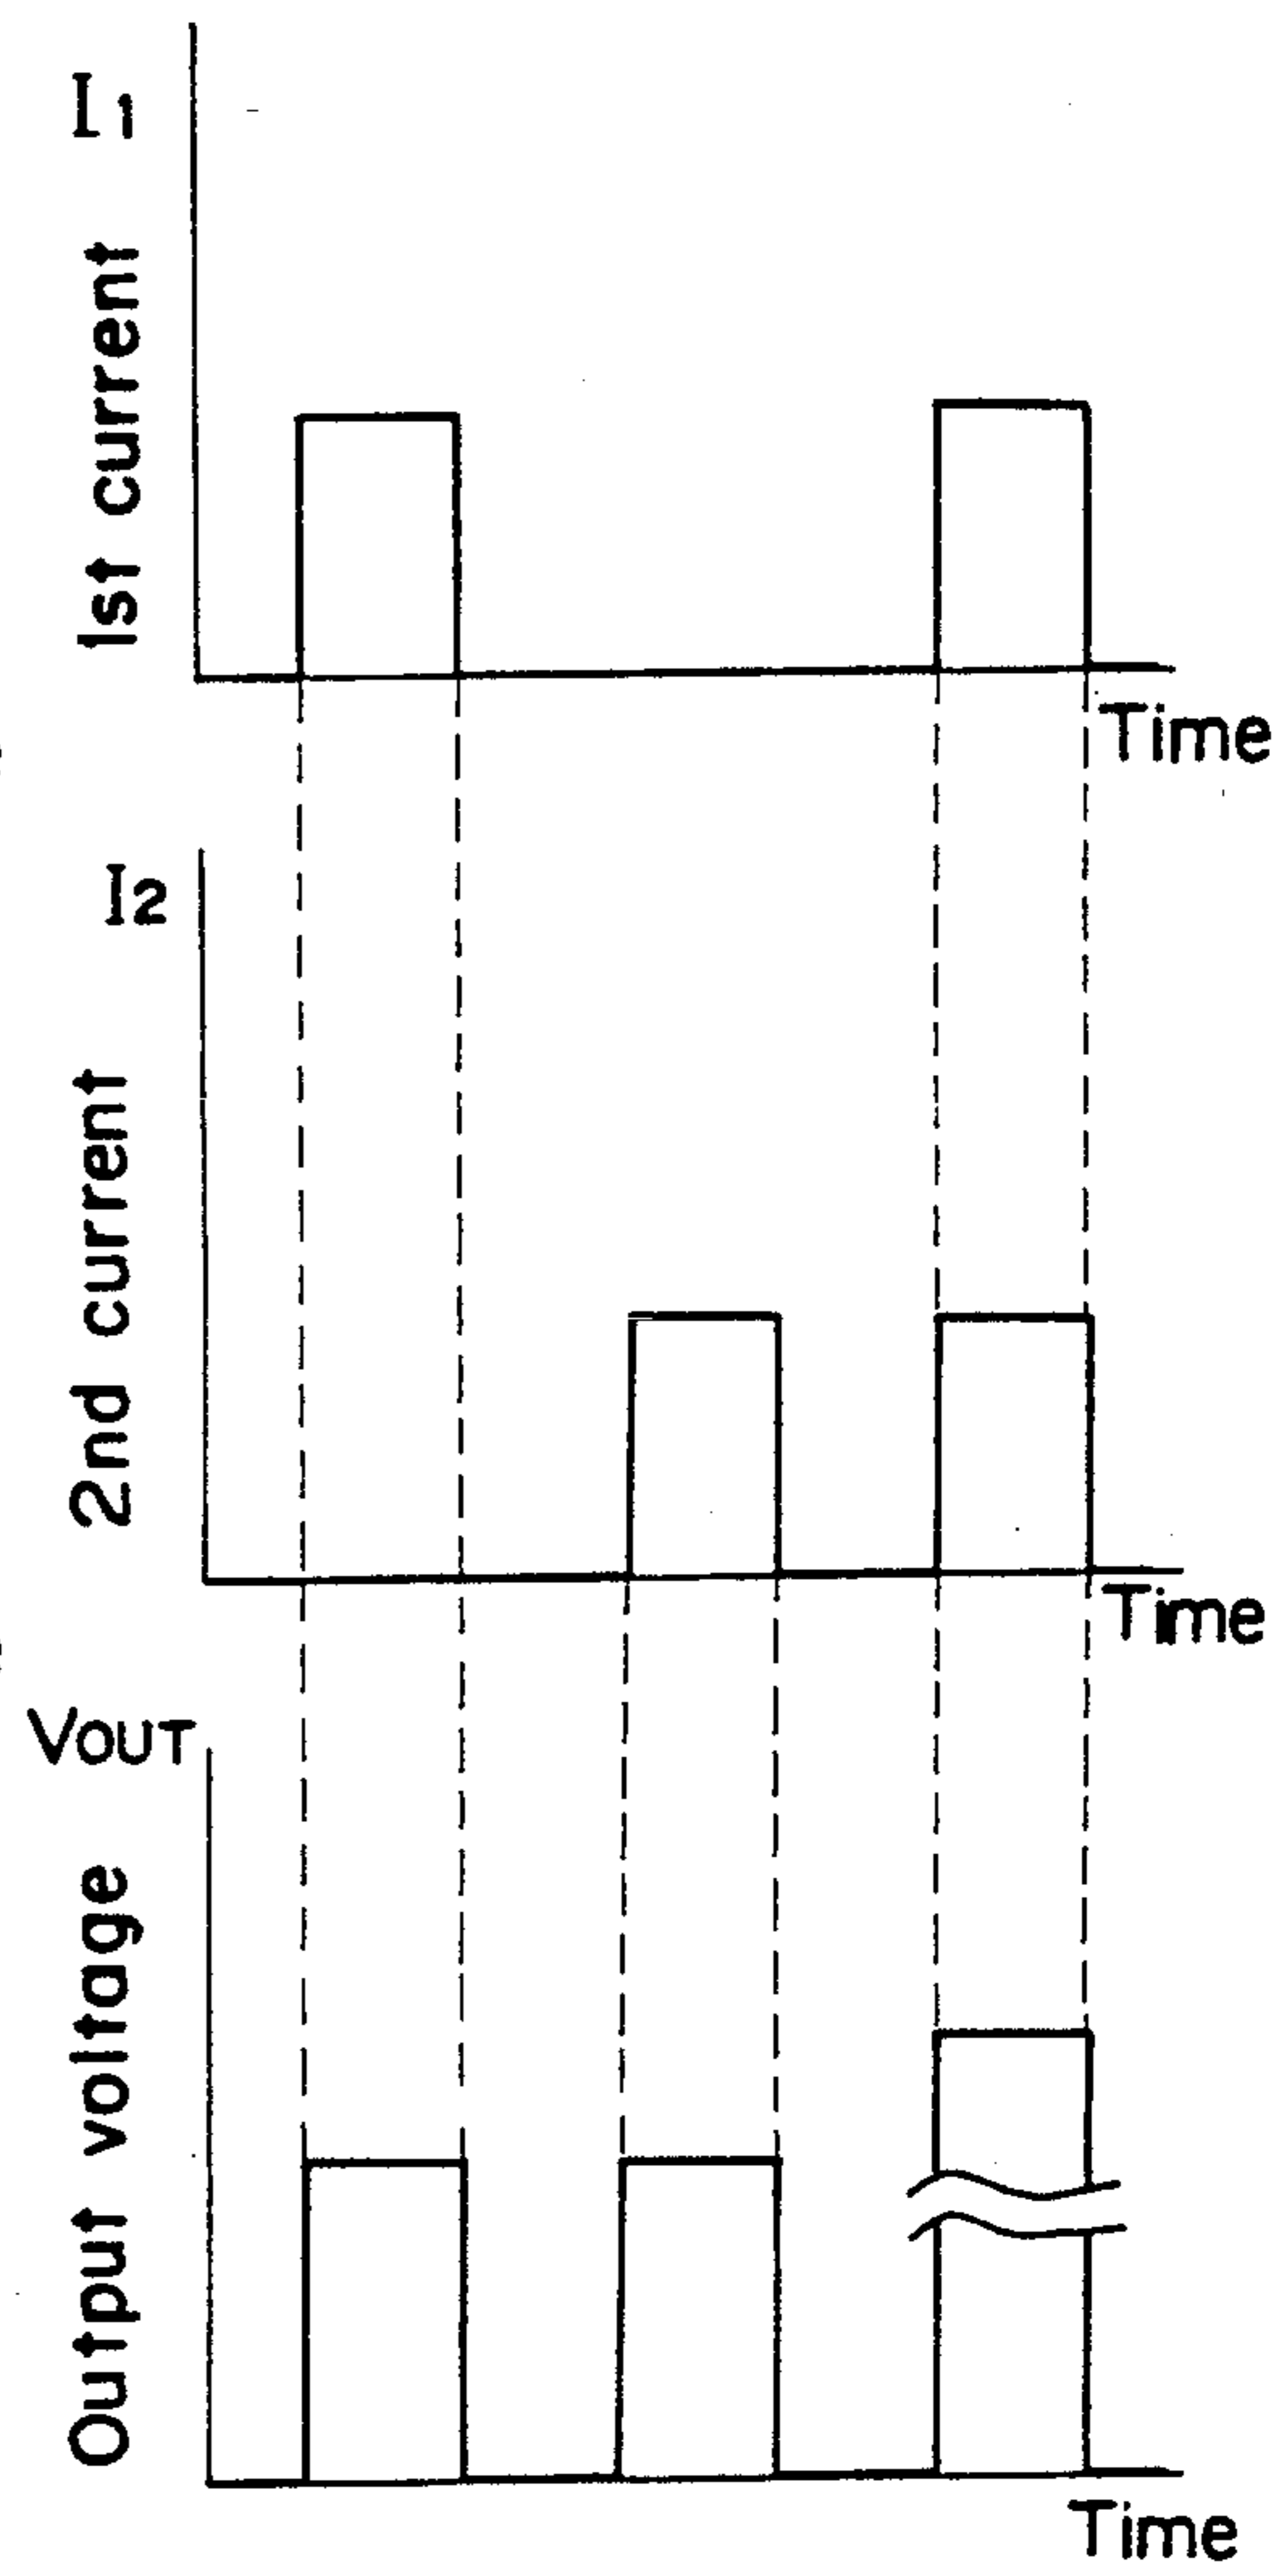 I1
1st current
Time
I2
2nd current
Time
VOUT
Output voltage
Time